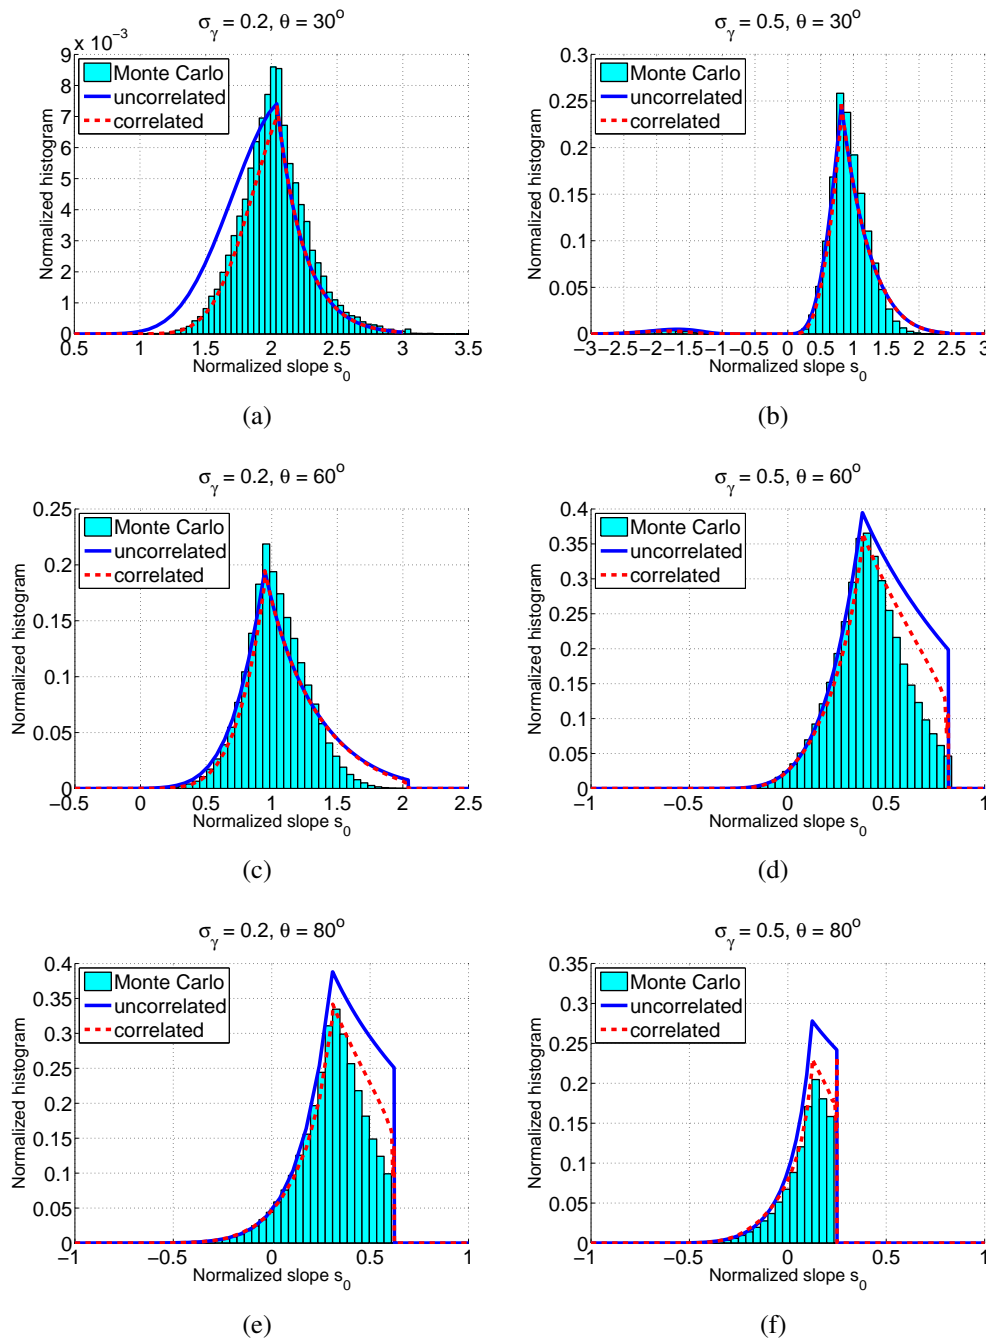 σγ = 0.2, θ = 30o
x 10−3
9
8
7
6
5
4
3
2
1
0
Normalized histogram
Monte Carlo
uncorrelated
correlated
0.5 1 1.5 2 2.5 3 3.5
Normalized slope s0
(a)
σγ = 0.5, θ = 30o
0.3
0.25
0.2
0.15
0.1
0.05
0
Normalized histogram
Monte Carlo
uncorrelated
correlated
−3 −2.5 −2 −1.5 −1 −0.5 0 0.5 1 1.5 2 2.5 3
Normalized slope s0
(b)
σγ = 0.2, θ = 60o
0.25
0.2
0.15
0.1
0.05
0
Normalized histogram
Monte Carlo
uncorrelated
correlated
−0.5 0 0.5 1 1.5 2 2.5
Normalized slope s0
(c)
σγ = 0.5, θ = 60o
0.4
0.35
0.3
0.25
0.2
0.15
0.1
0.05
0
Normalized histogram
Monte Carlo
uncorrelated
correlated
−1 −0.5 0 0.5 1
Normalized slope s0
(d)
σγ = 0.2, θ = 80o
0.4
0.35
0.3
0.25
0.2
0.15
0.1
0.05
0
Normalized histogram
Monte Carlo
uncorrelated
correlated
−1 −0.5 0 0.5 1
Normalized slope s0
(e)
σγ = 0.5, θ = 80o
0.35
0.3
0.25
0.2
0.15
0.1
0.05
0
Normalized histogram
Monte Carlo
uncorrelated
correlated
−1 −0.5 0 0.5 1
Normalized slope s0
(f)